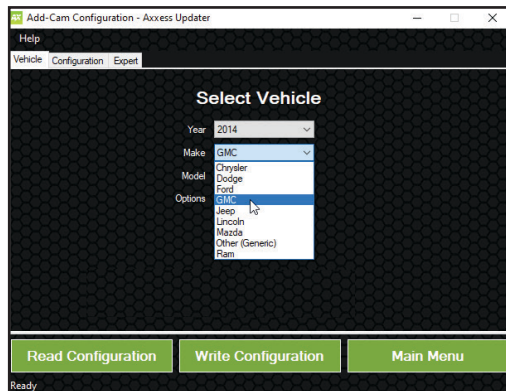 Add-Cam Configuration - Axxess Updater
Help
Vehicle Configuration Expert
Select Vehicle
Year 2014
Make GMC
Chrysler
Model Dodge
Ford
Options GMC
Jeep
Lincoln
Mazda
Other (Generic)
Ram
Read Configuration Write Configuration Main Menu
Ready